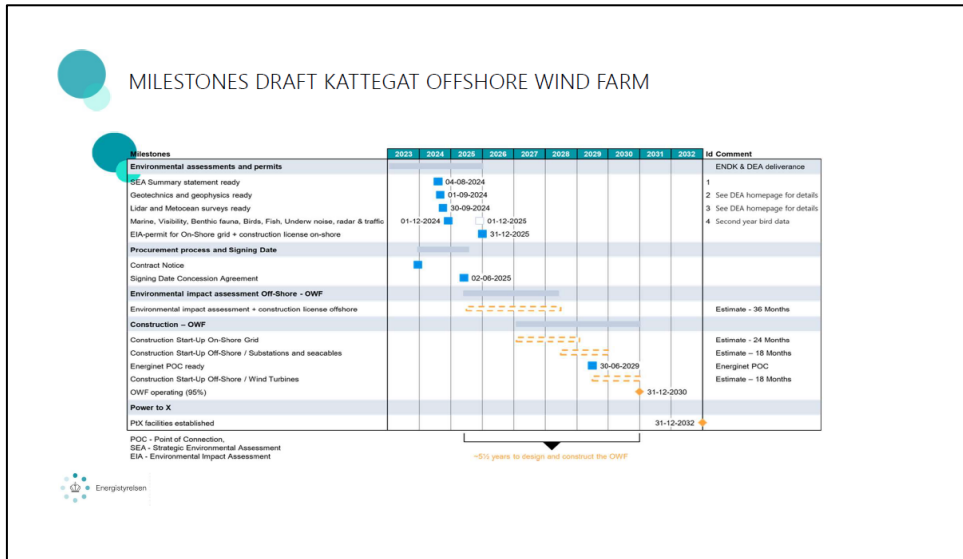 MILESTONES DRAFT KATTEGAT OFFSHORE WIND FARM
Milestones 2023 2024 2025 2026 2027 2028 2029 2030 2031 2032 Id Comment
Environmental assessments and permits ENDK & DEA deliverance
SEA Summary statement ready 04-08-2024 1
Geotechnics and geophysics ready 01-09-2024 2 See DEA homepage for details
Lidar and Metocean surveys ready 30-09-2024 3 See DEA homepage for details
Marine, Visibility, Benthic fauna, Birds, Fish, Underw noise, radar & traffic 01-12-2024 01-12-2025 4 Second year bird data
EIA-permit for On-Shore grid + construction license on-shore 31-12-2025
Procurement process and Signing Date
Contract Notice
Signing Date Concession Agreement 02-06-2025
Environmental impact assessment Off-Shore - OWF
Environmental impact assessment + construction license offshore Estimate - 36 Months
Construction – OWF
Construction Start-Up On-Shore Grid Estimate - 24 Months
Construction Start-Up Off-Shore / Substations and seacables Estimate – 18 Months
Energinet POC ready 30-06-2029 Energinet POC
Construction Start-Up Off-Shore / Wind Turbines Estimate – 18 Months
OWF operating (95%) 31-12-2030
Power to X
PtX facilities established 31-12-2032
POC - Point of Connection,
SEA - Strategic Environmental Assessment
EIA - Environmental Impact Assessment
~5½ years to design and construct the OWF
Energistyrelsen